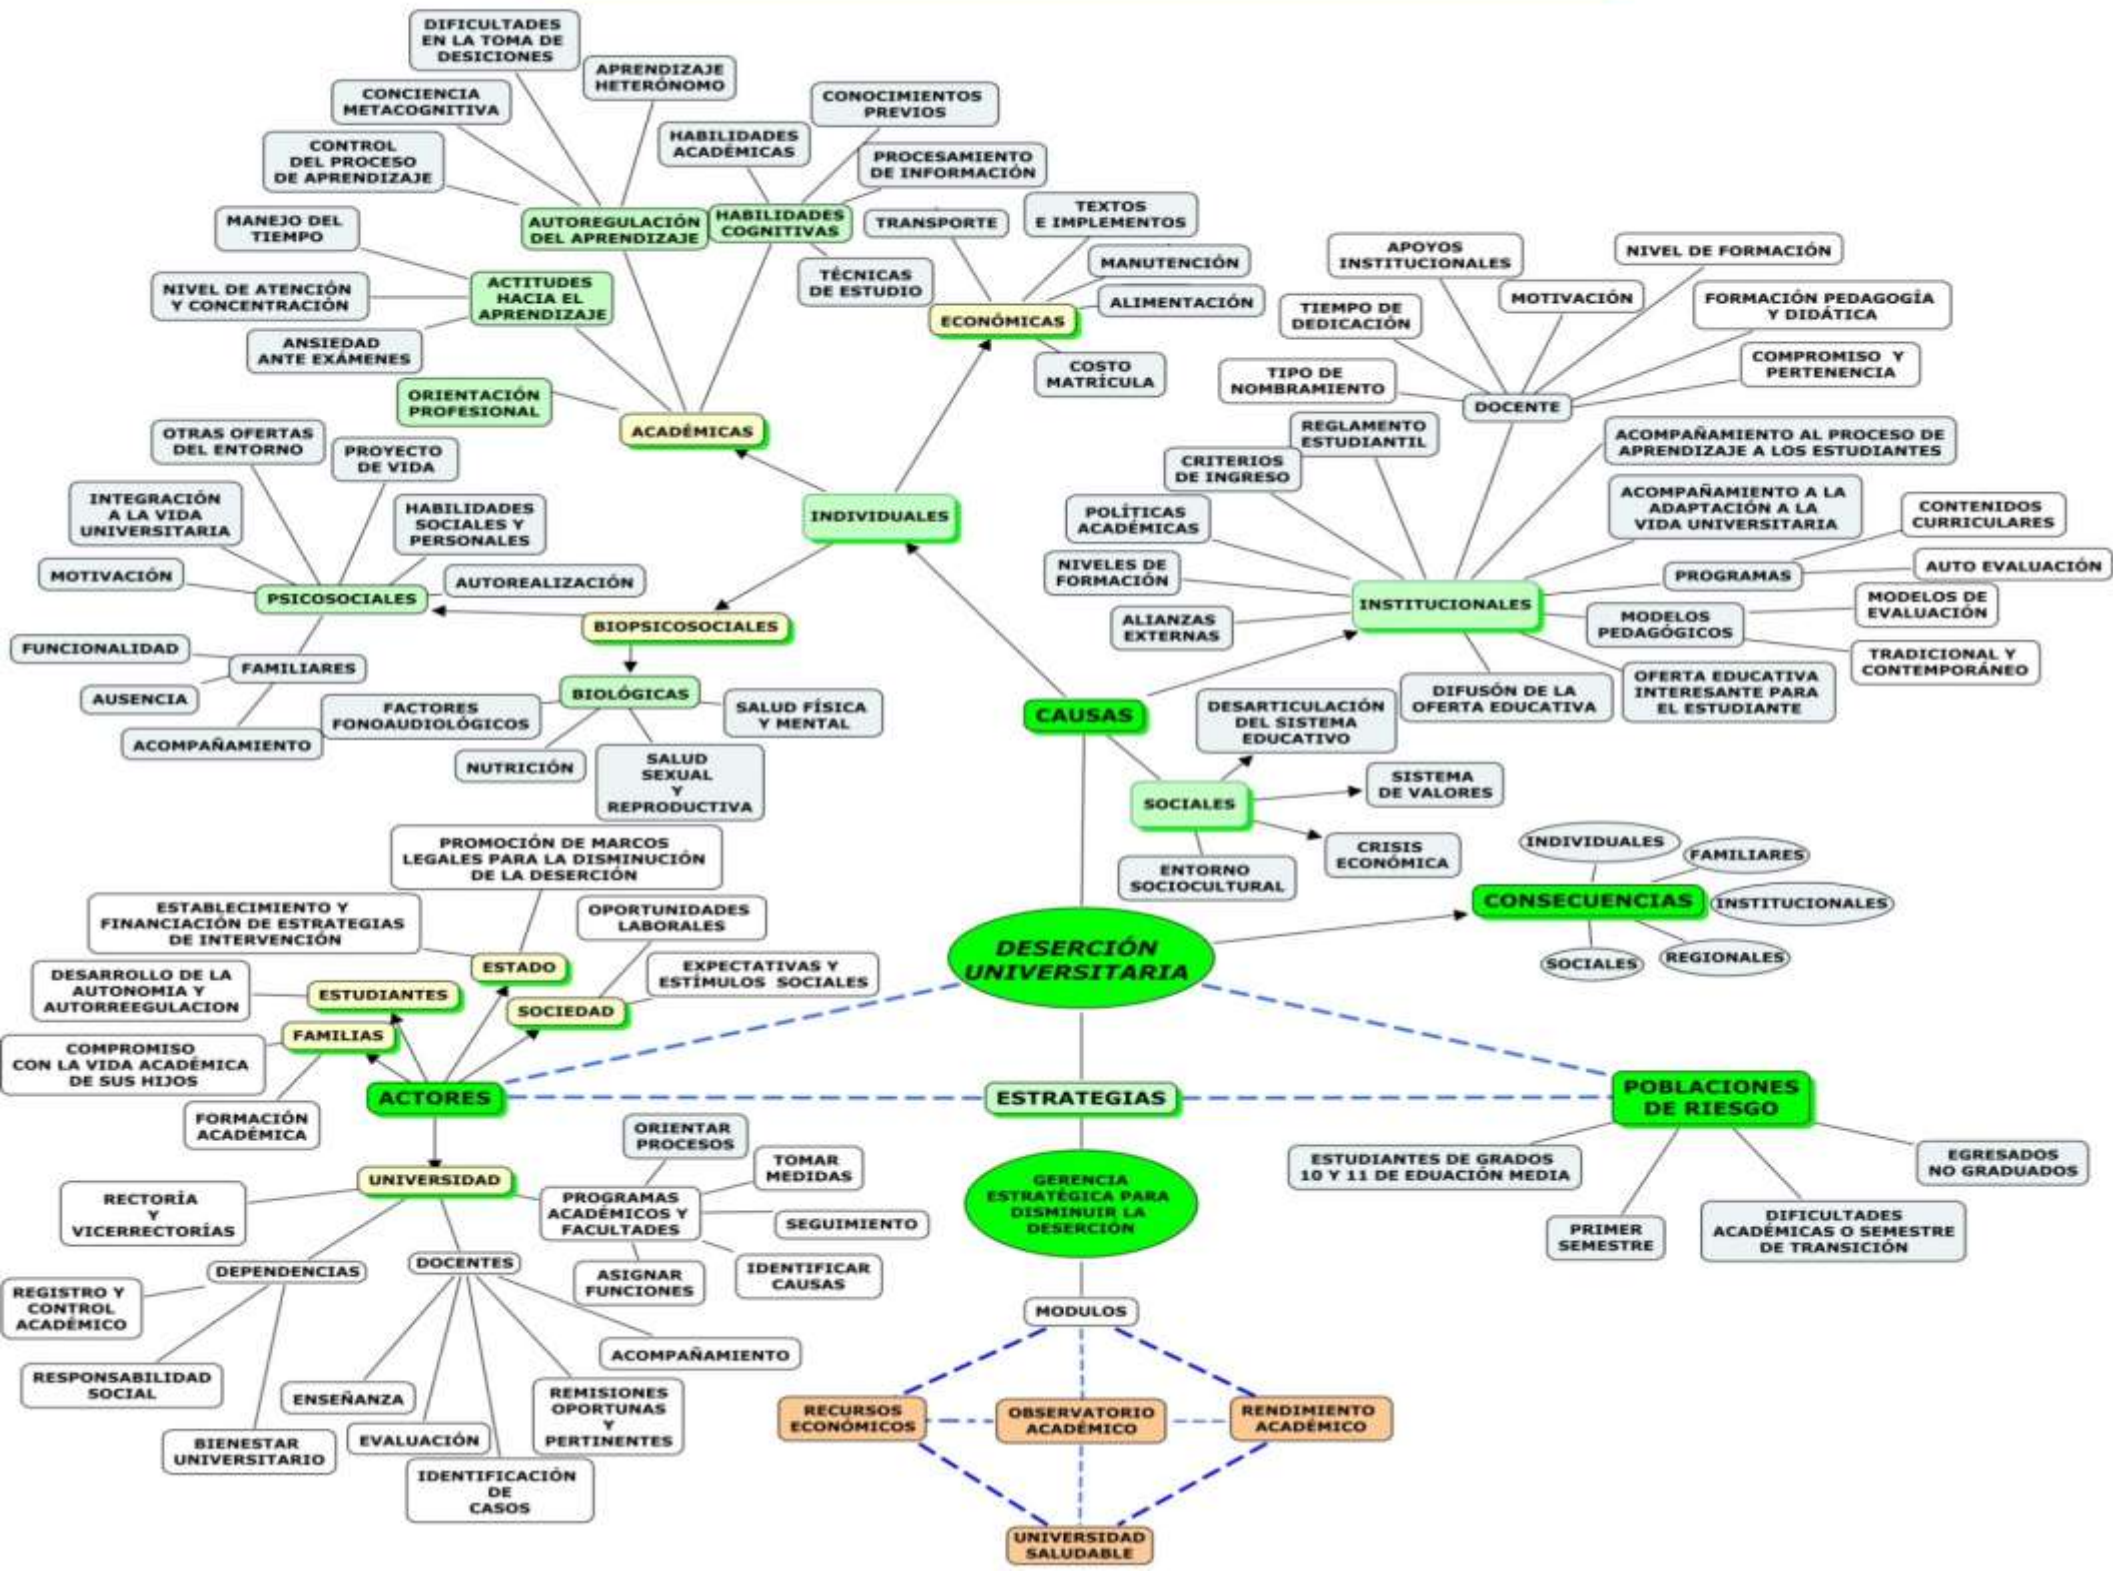 DIFICULTADES
EN LA TOMA DE
DESICIONES
APRENDIZAJE
HETERÓNOMO
CONCIENCIA
METACOGNITIVA
CONOCIMIENTOS
PREVIOS
CONTROL
DEL PROCESO
DE APRENDIZAJE
HABILIDADES
ACADÉMICAS
PROCESAMIENTO
DE INFORMACIÓN
MANEJO DEL
TIEMPO
AUTOREGULACIÓN
DEL APRENDIZAJE
HABILIDADES
COGNITIVAS
TRANSPORTE
TEXTOS
E IMPLEMENTOS
NIVEL DE ATENCIÓN
Y CONCENTRACIÓN
ACTITUDES
HACIA EL
APRENDIZAJE
TÉCNICAS
DE ESTUDIO
MANUTENCIÓN
ALIMENTACIÓN
ECONÓMICAS
ANSIEDAD
ANTE EXÁMENES
COSTO
MATRÍCULA
ORIENTACIÓN
PROFESIONAL
ACADÉMICAS
APOYOS
INSTITUCIONALES
NIVEL DE FORMACIÓN
TIEMPO DE
DEDICACIÓN
MOTIVACIÓN
FORMACIÓN PEDAGOGÍA
Y DIDÁTICA
TIPO DE
NOMBRAMIENTO
COMPROMISO Y
PERTENENCIA
DOCENTE
OTRAS OFERTAS
DEL ENTORNO
PROYECTO
DE VIDA
INTEGRACIÓN
A LA VIDA
UNIVERSITARIA
HABILIDADES
SOCIALES Y
PERSONALES
INDIVIDUALES
MOTIVACIÓN
AUTOREALIZACIÓN
PSICOSOCIALES
BIOPSICOSOCIALES
REGLAMENTO
ESTUDIANTIL
CRITERIOS
DE INGRESO
ACOMPAÑAMIENTO AL PROCESO DE
APRENDIZAJE A LOS ESTUDIANTES
POLÍTICAS
ACADÉMICAS
ACOMPAÑAMIENTO A LA
ADAPTACIÓN A LA
VIDA UNIVERSITARIA
CONTENIDOS
CURRICULARES
NIVELES DE
FORMACIÓN
PROGRAMAS
AUTO EVALUACIÓN
INSTITUCIONALES
ALIANZAS
EXTERNAS
MODELOS
PEDAGÓGICOS
MODELOS DE
EVALUACIÓN
TRADICIONAL Y
CONTEMPORÁNEO
FUNCIONALIDAD
FAMILIARES
AUSENCIA
ACOMPAÑAMIENTO
BIOLÓGICAS
FACTORES
FONOAUDIOLÓGICOS
SALUD FÍSICA
Y MENTAL
NUTRICIÓN
SALUD
SEXUAL
Y
REPRODUCTIVA
CAUSAS
DESARTICULACIÓN
DEL SISTEMA
EDUCATIVO
DIFUSÓN DE LA
OFERTA EDUCATIVA
OFERTA EDUCATIVA
INTERESANTE PARA
EL ESTUDIANTE
SOCIALES
SISTEMA
DE VALORES
CRISIS
ECONÓMICA
ENTORNO
SOCIOCULTURAL
INDIVIDUALES
FAMILIARES
CONSECUENCIAS
INSTITUCIONALES
SOCIALES
REGIONALES
DESERCIÓN
UNIVERSITARIA
PROMOCIÓN DE MARCOS
LEGALES PARA LA DISMINUCIÓN
DE LA DESERCIÓN
ESTABLECIMIENTO Y
FINANCIACIÓN DE ESTRATEGIAS
DE INTERVENCIÓN
OPORTUNIDADES
LABORALES
ESTADO
EXPECTATIVAS Y
ESTÍMULOS SOCIALES
DESARROLLO DE LA
AUTONOMIA Y
AUTORREEGULACION
ESTUDIANTES
SOCIEDAD
FAMILIAS
COMPROMISO
CON LA VIDA ACADÉMICA
DE SUS HIJOS
FORMACIÓN
ACADÉMICA
ACTORES
ESTRATEGIAS
POBLACIONES
DE RIESGO
UNIVERSIDAD
ORIENTAR
PROCESOS
TOMAR
MEDIDAS
RECTORÍA
Y
VICERRECTORÍAS
PROGRAMAS
ACADÉMICOS Y
FACULTADES
SEGUIMIENTO
DEPENDENCIAS
DOCENTES
ASIGNAR
FUNCIONES
IDENTIFICAR
CAUSAS
REGISTRO Y
CONTROL
ACADÉMICO
RESPONSABILIDAD
SOCIAL
BIENESTAR
UNIVERSITARIO
ENSEÑANZA
EVALUACIÓN
IDENTIFICACIÓN
DE
CASOS
REMISIONES
OPORTUNAS
Y
PERTINENTES
ACOMPAÑAMIENTO
GERENCIA
ESTRATÉGICA PARA
DISMINUIR LA
DESERCIÓN
ESTUDIANTES DE GRADOS
10 Y 11 DE EDUACIÓN MEDIA
EGRESADOS
NO GRADUADOS
PRIMER
SEMESTRE
DIFICULTADES
ACADÉMICAS O SEMESTRE
DE TRANSICIÓN
MODULOS
RECURSOS
ECONÓMICOS
OBSERVATORIO
ACADÉMICO
RENDIMIENTO
ACADÉMICO
UNIVERSIDAD
SALUDABLE